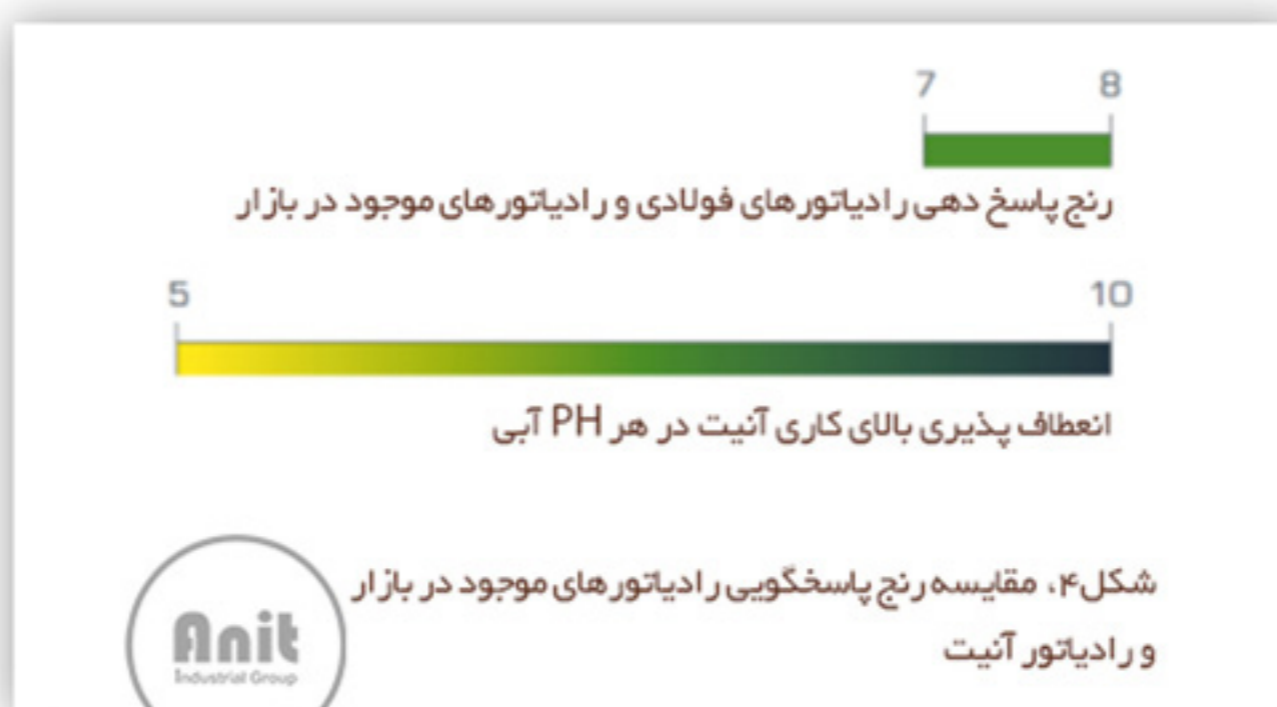 7 8
رنج پاسخ دهی رادیاتورهای فولادی و رادیاتورهای موجود در بازار
5 10
انعطاف پذیری بالای کاری آنیت در هر PH آبی
شکل۴، مقایسه رنج پاسخگویی رادیاتورهای موجود در بازار
و رادیاتور آنیت
Anit
Industrial Group